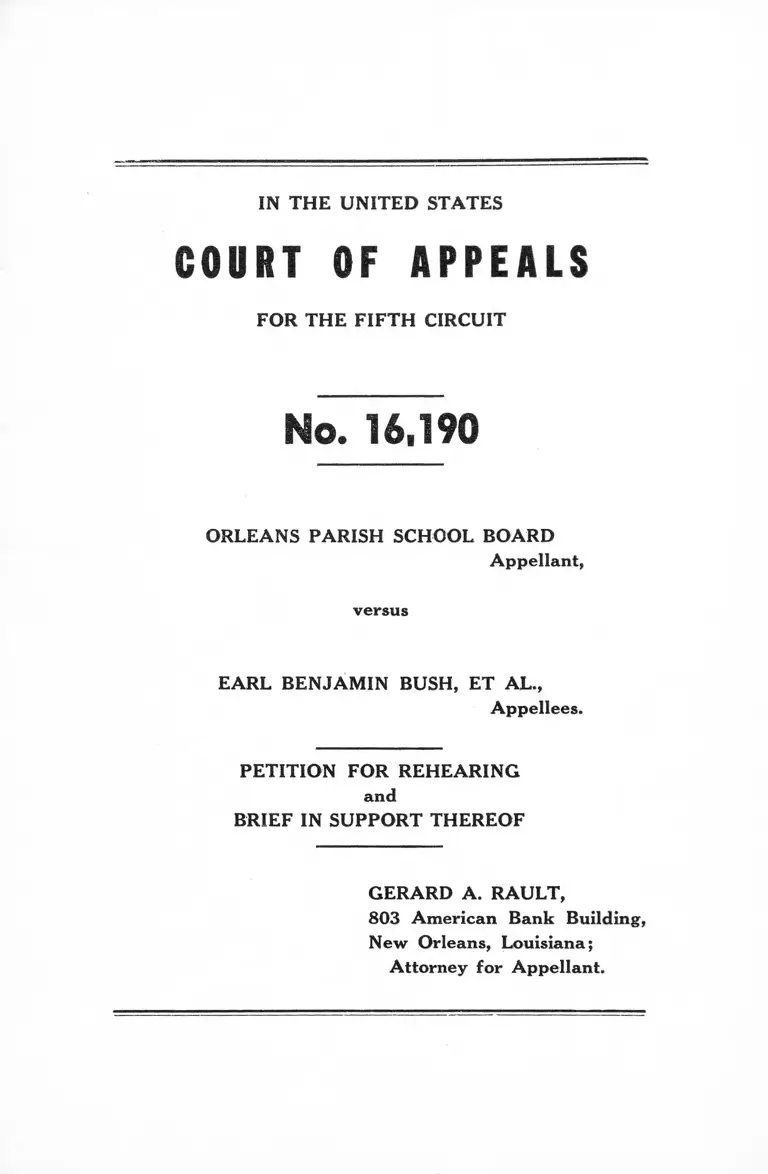 IN THE UNITED STATES
COURT OF APPEALS
FOR THE FIFTH CIRCUIT
No. 16,190
ORLEANS PARISH SCHOOL BOARD
Appellant,
versus
EARL BENJAMIN BUSH, ET AL.,
Appellees.
PETITION FOR REHEARING
and
BRIEF IN SUPPORT THEREOF
GERARD A. RAULT,
803 American Bank Building,
New Orleans, Louisiana;
Attorney for Appellant.